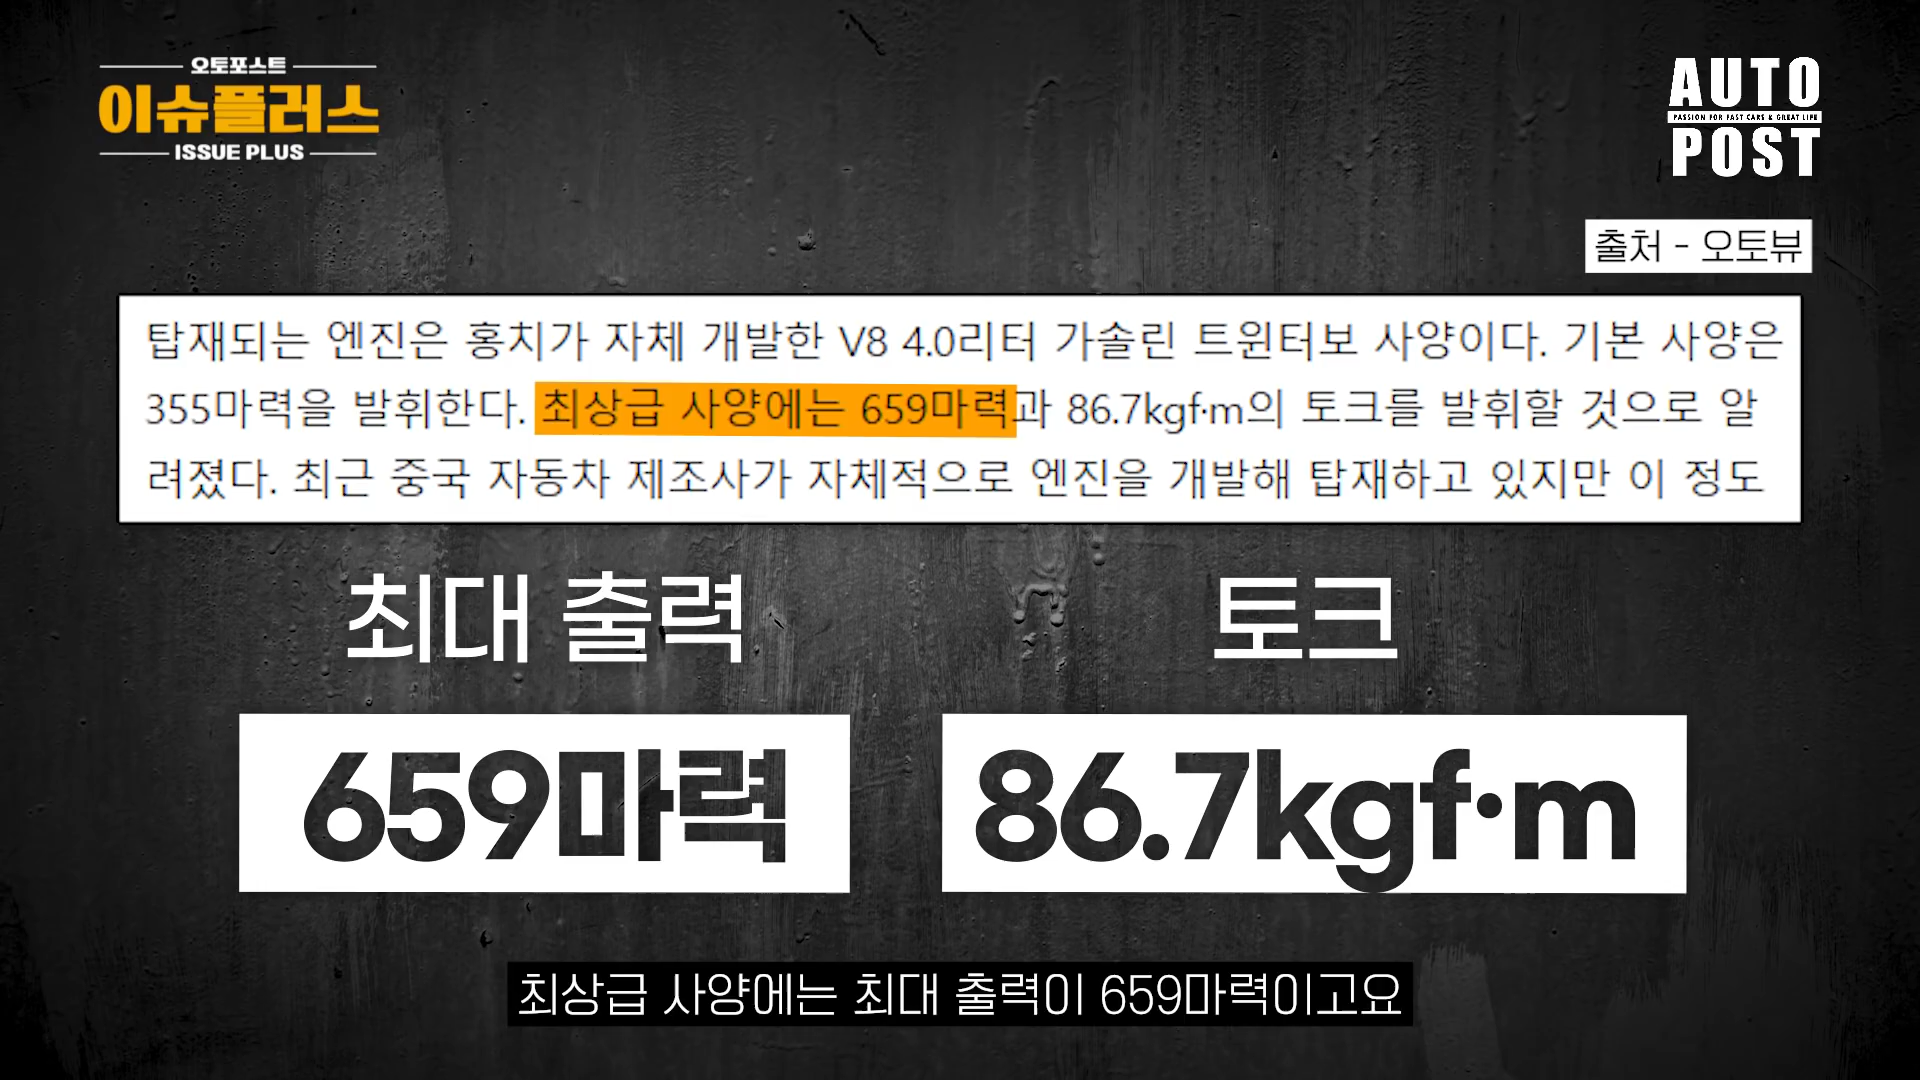 오토포스트
이슈플러스
ISSUE PLUS
AUTO
PASSION FOR FAST CARS & GREAT LIFE
POST
출처 - 오토뷰
탑재되는 엔진은 홍치가 자체 개발한 V8 4.0리터 가솔린 트윈터보 사양이다. 기본 사양은
355마력을 발휘한다. 최상급 사양에는 659마력과 86.7kgf·m의 토크를 발휘할 것으로 알
려졌다. 최근 중국 자동차 제조사가 자체적으로 엔진을 개발해 탑재하고 있지만 이 정도
최대 출력
토크
659마력
86.7kgf·m
최상급 사양에는 최대 출력이 659마력이고요